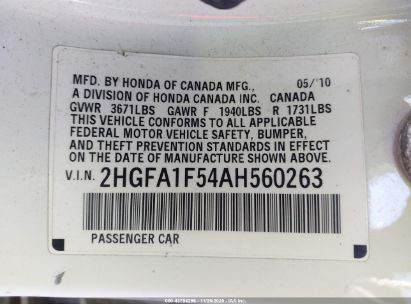 MFD. BY HONDA OF CANADA MFG., 05/'10
A DIVISION OF HONDA CANADA INC. CANADA
GVWR 3671LBS GAWR F 1940LBS R 1731LBS
THIS VEHICLE CONFORMS TO ALL APPLICABLE
FEDERAL MOTOR VEHICLE SAFETY, BUMPER,
AND THEFT PREVENTION STANDARDS IN EFFECT
ON THE DATE OF MANUFACTURE SHOWN ABOVE.
V.I.N. 2HGFA1F54AH560263
PASSENGER CAR